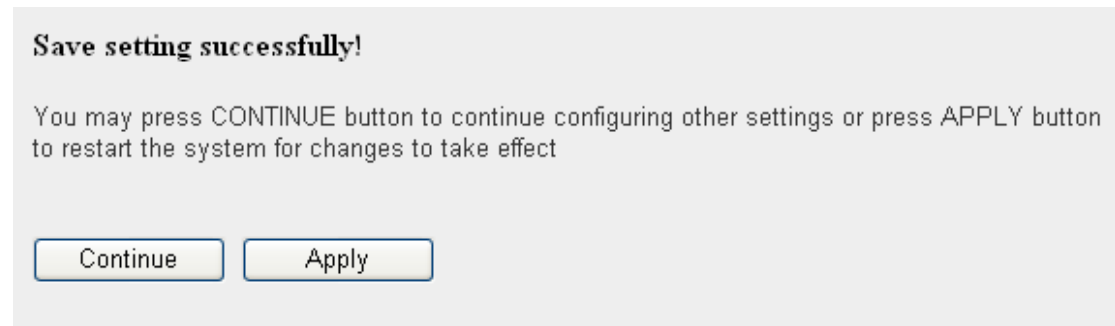 Save setting successfully!
You may press CONTINUE button to continue configuring other settings or press APPLY button
to restart the system for changes to take effect
Continue
Apply